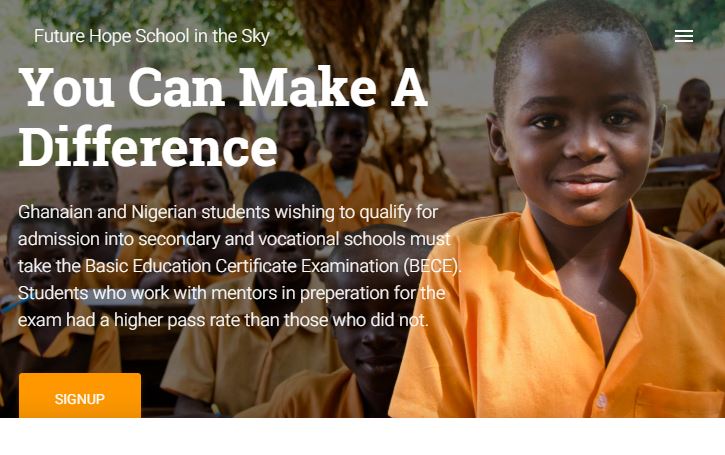 Future Hope School in the Sky
You Can Make A
Difference
Ghanaian and Nigerian students wishing to qualify for
admission into secondary and vocational schools must
take the Basic Education Certificate Examination (BECE).
Students who work with mentors in preperation for the
exam had a higher pass rate than those who did not.
SIGNUP